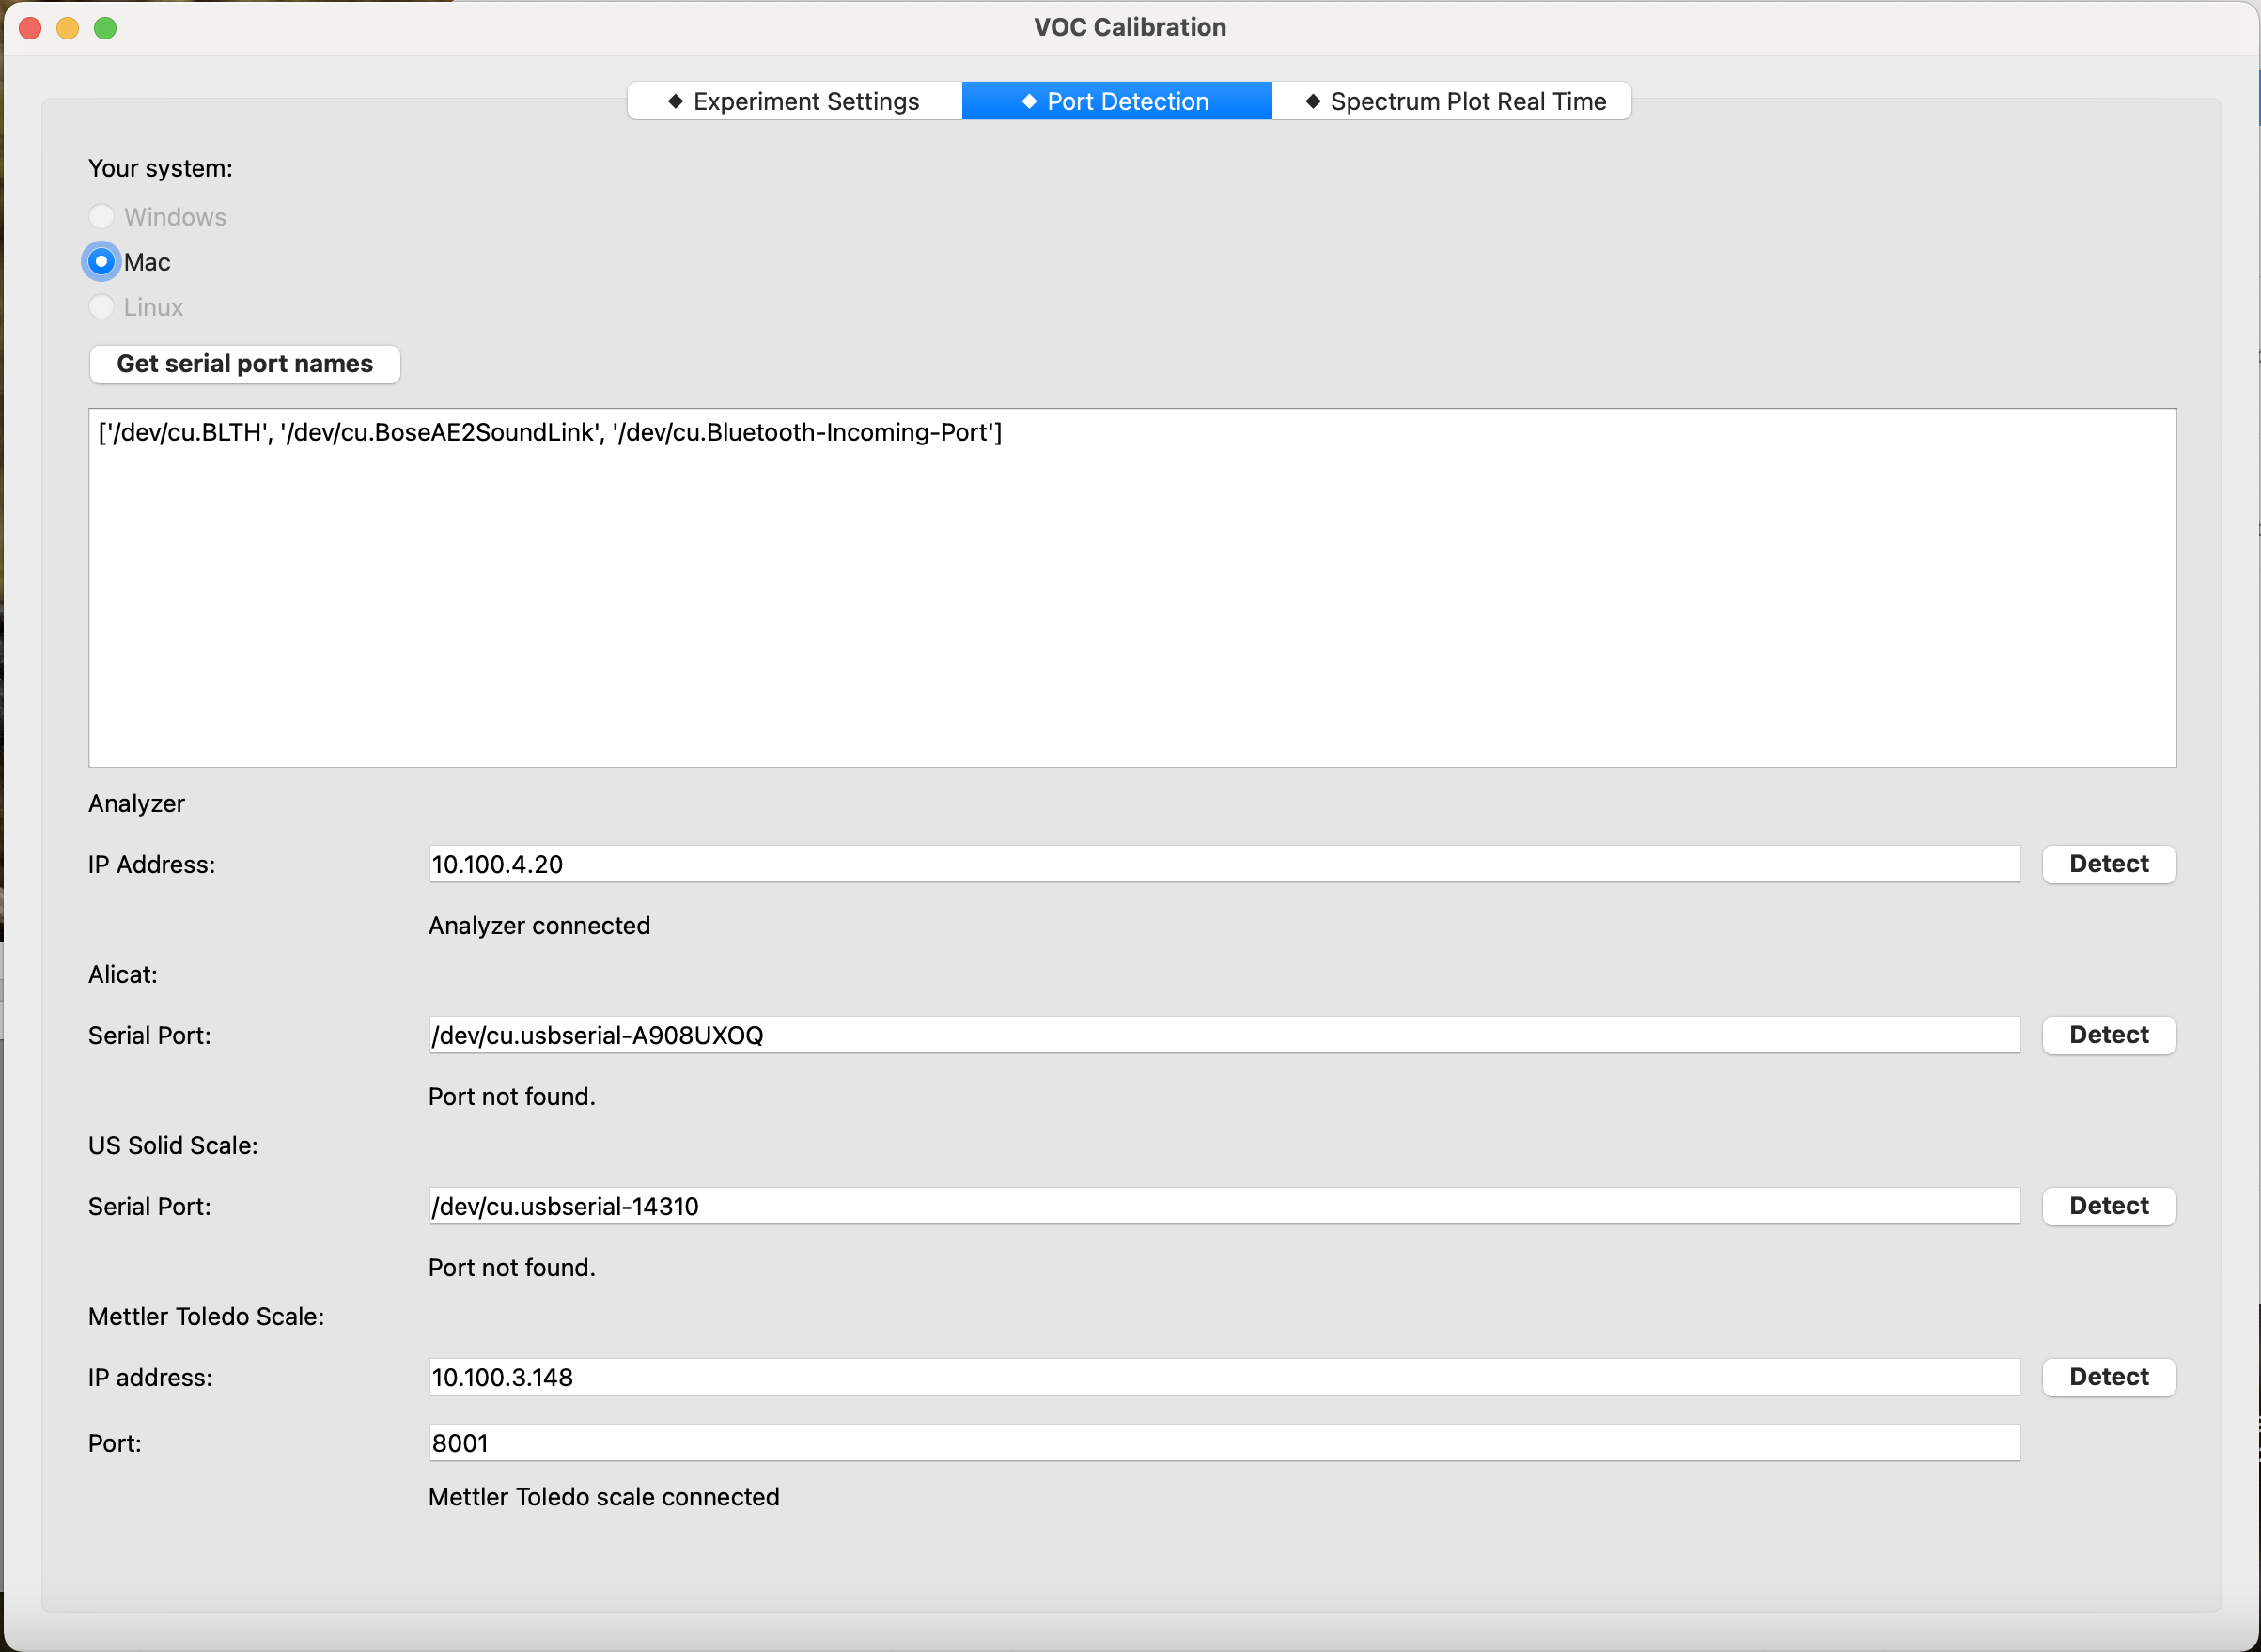 VOC Calibration
◆ Experiment Settings ◆ Port Detection ◆ Spectrum Plot Real Time
Your system:
Windows
Mac
Linux
Get serial port names
['/dev/cu.BLTH', '/dev/cu.BoseAE2SoundLink', '/dev/cu.Bluetooth-Incoming-Port']
Analyzer
IP Address: 10.100.4.20 Detect
Analyzer connected
Alicat:
Serial Port: /dev/cu.usbserial-A908UXOQ Detect
Port not found.
US Solid Scale:
Serial Port: /dev/cu.usbserial-14310 Detect
Port not found.
Mettler Toledo Scale:
IP address: 10.100.3.148 Detect
Port: 8001
Mettler Toledo scale connected